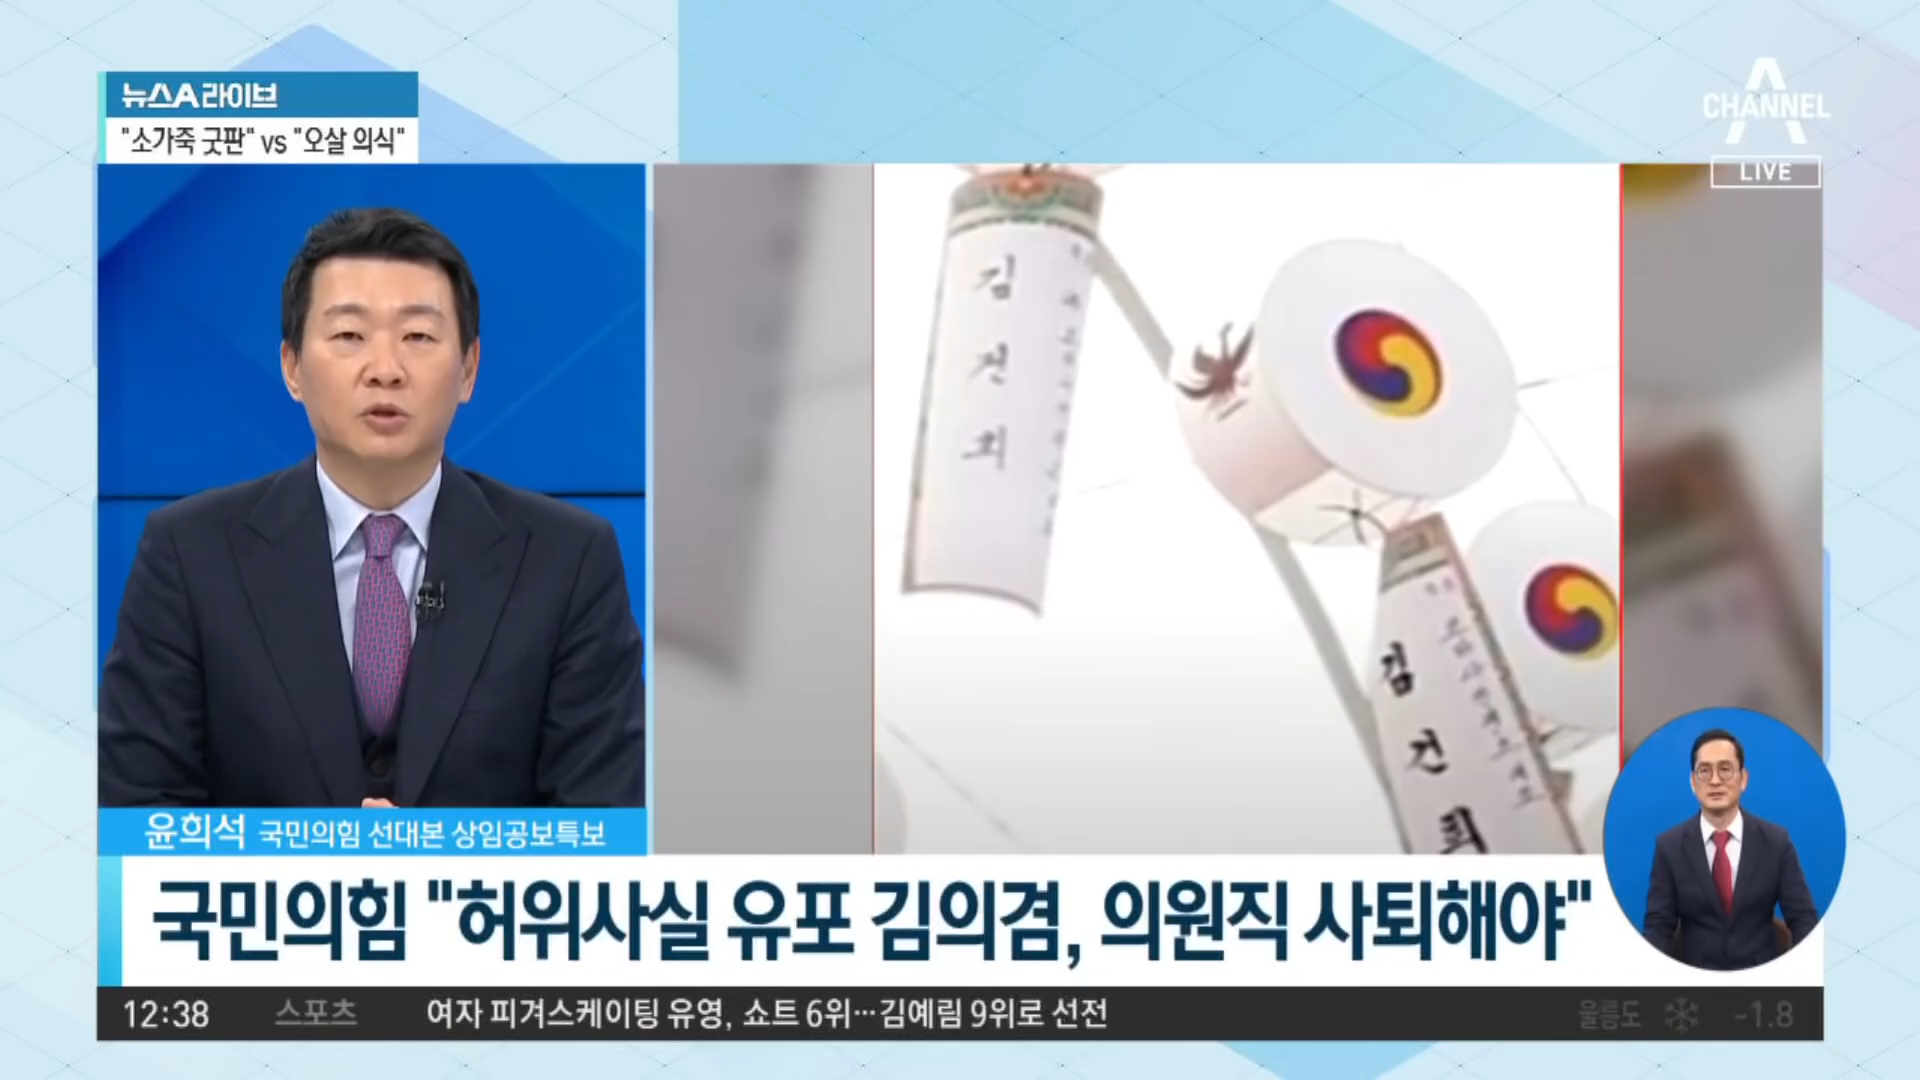 뉴스A 라이브
"소가죽 굿판" vs "오살 의식"
CHANNEL A
LIVE
김건희
김건희
윤희석 국민의힘 선대본 상임공보특보
국민의힘 "허위사실 유포 김의겸, 의원직 사퇴해야"
12:38 스포츠 여자 피겨스케이팅 유영, 쇼트 6위…김예림 9위로 선전 울릉도 -1.8